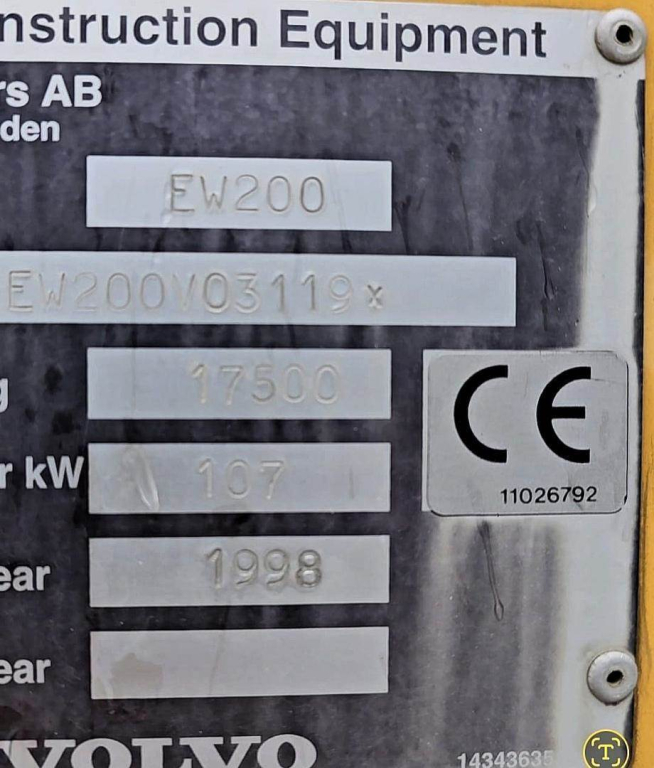 nstruction Equipment
rs AB
den
EW200
EW200V03119*
g
17500
r kW
107
CE
11026792
ear
1998
ear
VOLVO
14343635
T